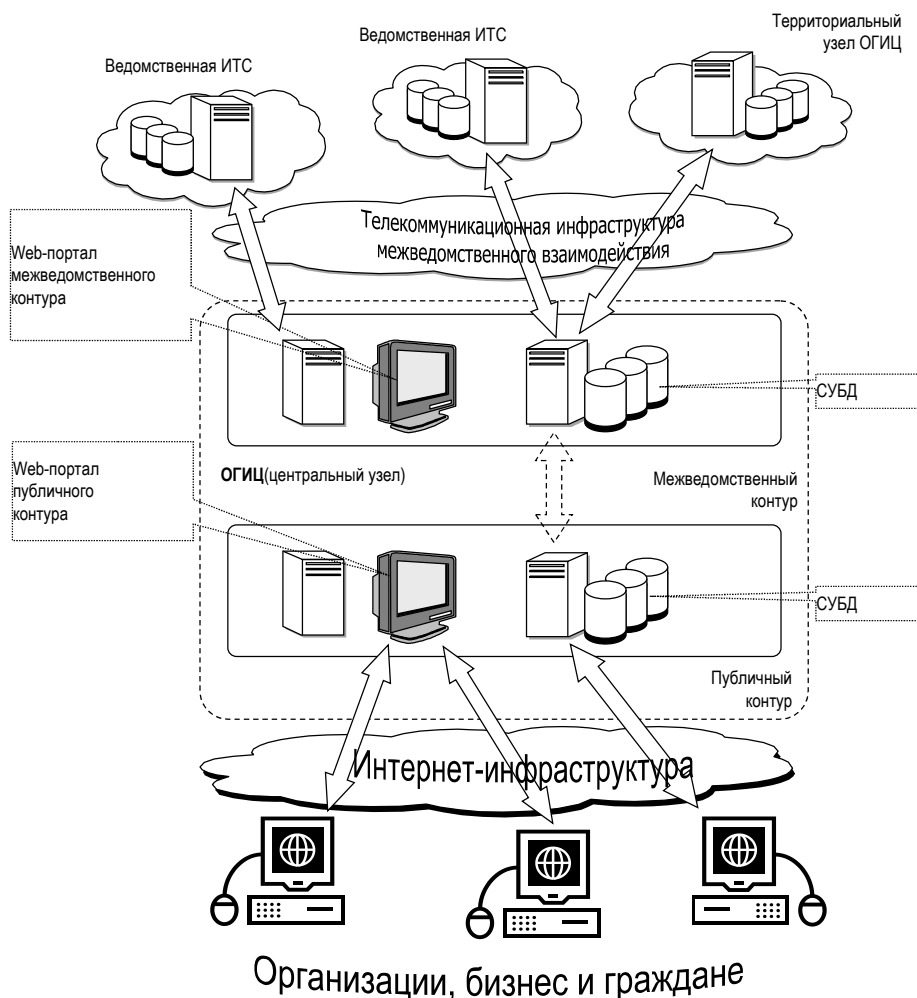 Территориальный
узел ОГИЦ
Ведомственная ИТС
Ведомственная ИТС
Телекоммуникационная инфраструктура
межведомственного взаимодействия
Web-портал
межведомственного
контура
СУБД
ОГИЦ(центральный узел)
Межведомственный
контур
Web-портал
публичного
контура
СУБД
Публичный
контур
Интернет-инфраструктура
Организации, бизнес и граждане